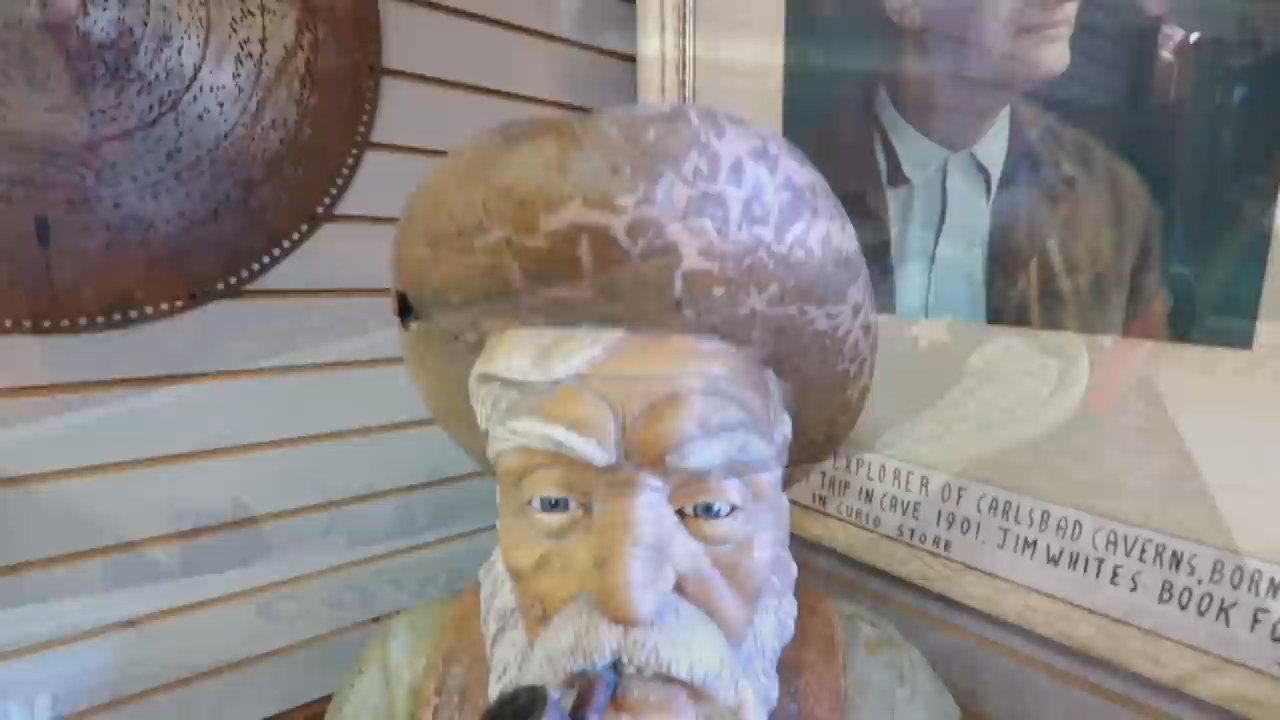 EXPLORER OF CARLSBAD CAVERNS, BORN
TRIP IN CAVE 1901. JIM WHITES BOOK FO
IN CURIO STORE